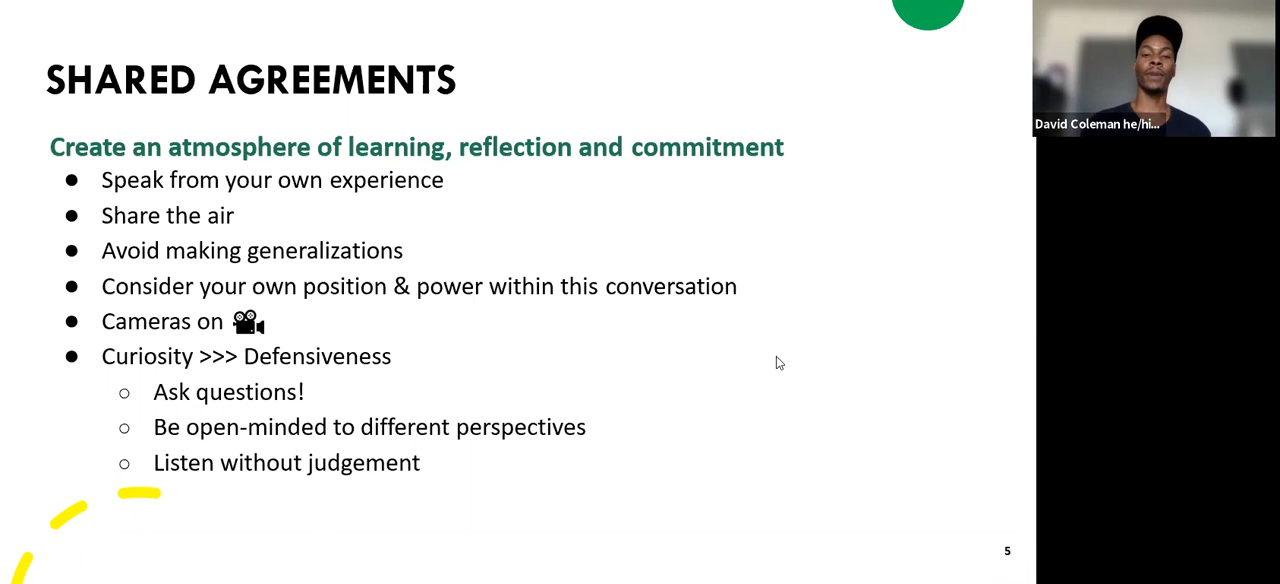 SHARED AGREEMENTS
Create an atmosphere of learning, reflection and commitment
● Speak from your own experience
● Share the air
● Avoid making generalizations
● Consider your own position & power within this conversation
● Cameras on
● Curiosity >>> Defensiveness
○ Ask questions!
○ Be open-minded to different perspectives
○ Listen without judgement
5
David Coleman he/hi...